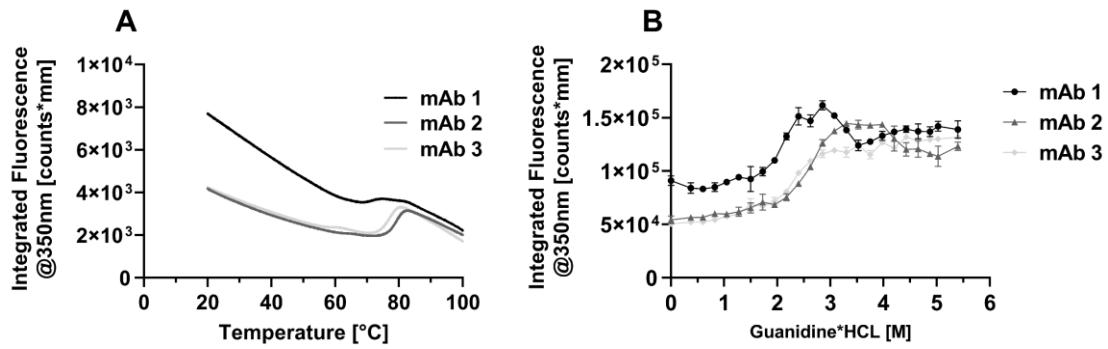 A
Integrated Fluorescence
@350nm [counts*mm]
1×10⁴
8×10³
6×10³
4×10³
2×10³
0
0
20
40
60
80
100
Temperature [°C]
mAb 1
mAb 2
mAb 3
B
Integrated Fluorescence
@350nm [counts*mm]
2×10⁵
1.5×10⁵
1×10⁵
5×10⁴
0
0
1
2
3
4
5
6
Guanidine*HCL [M]
mAb 1
mAb 2
mAb 3